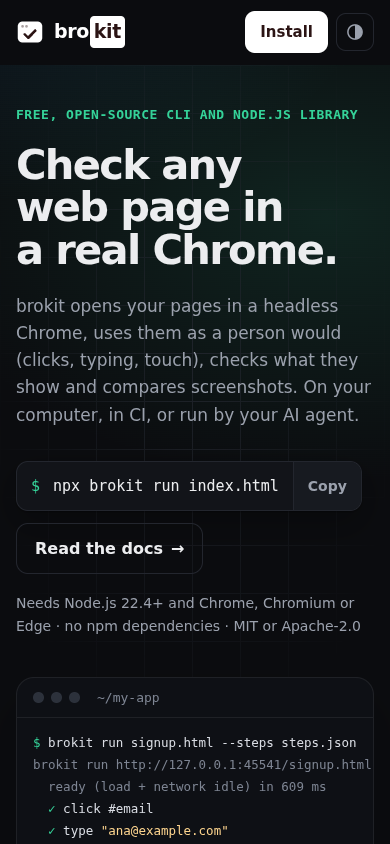 brokit
Install
FREE, OPEN-SOURCE CLI AND NODE.JS LIBRARY
Check any
web page in
a real Chrome.
brokit opens your pages in a headless
Chrome, uses them as a person would
(clicks, typing, touch), checks what they
show and compares screenshots. On your
computer, in CI, or run by your AI agent.
$ npx brokit run index.html
Copy
Read the docs →
Needs Node.js 22.4+ and Chrome, Chromium or
Edge · no npm dependencies · MIT or Apache-2.0
~/my-app
$ brokit run signup.html --steps steps.json
brokit run http://127.0.0.1:45541/signup.html
ready (load + network idle) in 609 ms
✓ click #email
✓ type "ana@example.com"